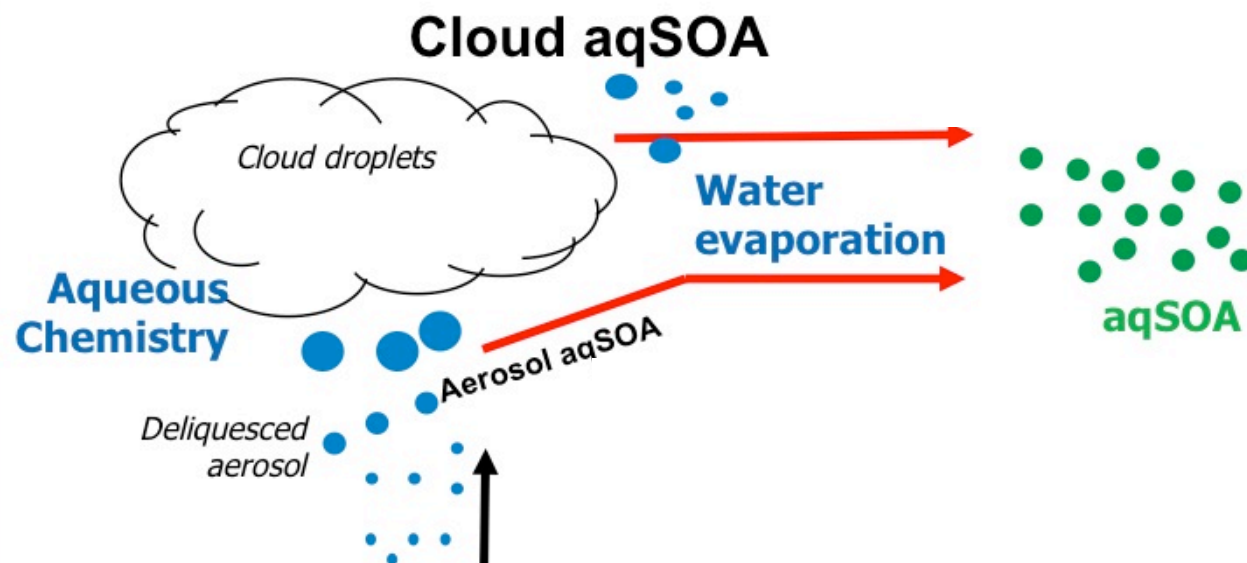 Cloud aqSOA
Cloud droplets
Water
evaporation
Aqueous
Chemistry
aqSOA
Aerosol aqSOA
Deliquesced
aerosol